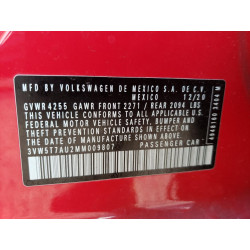 MFD BY VOLKSWAGEN DE MEXICO S.A. DE C.V.
MEXICO 12/20
GVWR 4255 GAWR FRONT 2271 / REAR 2094 LBS
THIS VEHICLE CONFORMS TO ALL APPLICABLE
FEDERAL MOTOR VEHICLE SAFETY, BUMPER AND
THEFT PREVENTION STANDARDS IN EFFECT ON
THE DATE OF MANUFACTURE SHOWN ABOVE.
3VW5T7AU2MM009807 PASSENGER CAR